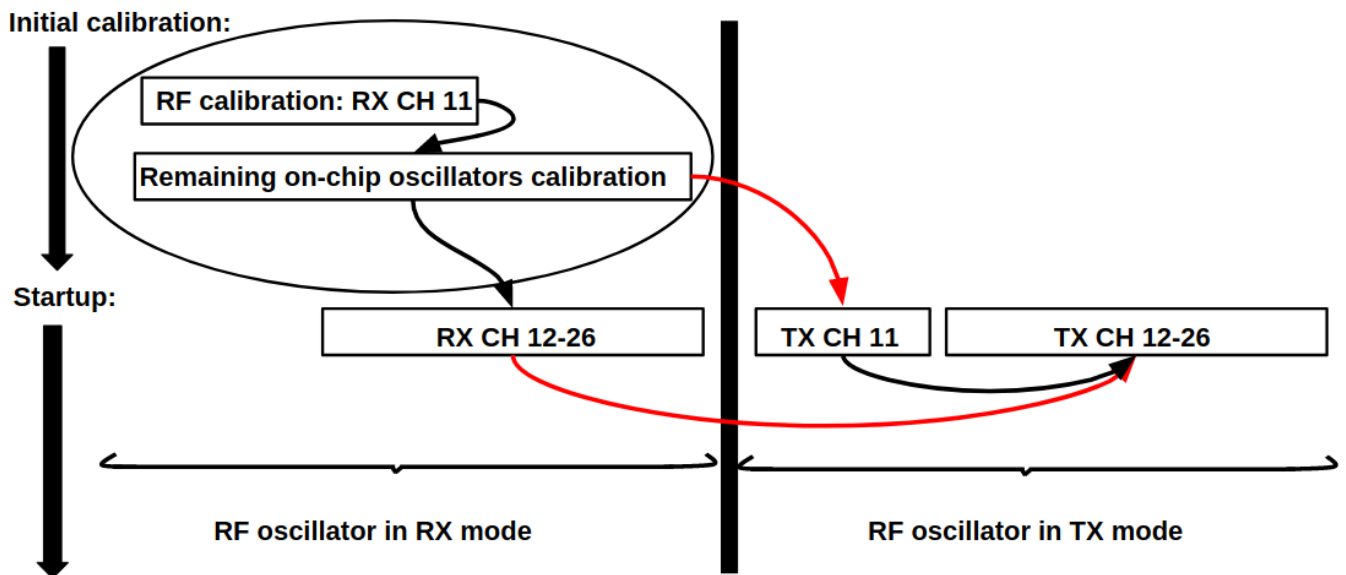 Initial calibration:
RF calibration: RX CH 11
Remaining on-chip oscillators calibration
Startup:
RX CH 12-26
TX CH 11
TX CH 12-26
RF oscillator in RX mode
RF oscillator in TX mode